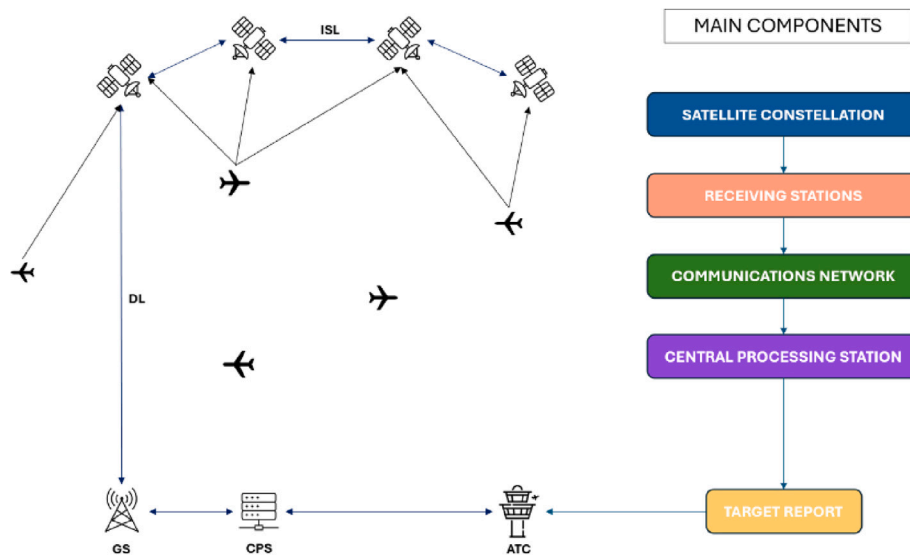 ISL
MAIN COMPONENTS
SATELLITE CONSTELLATION
RECEIVING STATIONS
COMMUNICATIONS NETWORK
DL
CENTRAL PROCESSING STATION
TARGET REPORT
GS
CPS
ATC